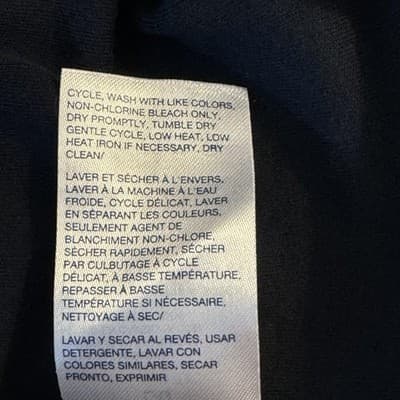 CYCLE, WASH WITH LIKE COLORS,
NON-CHLORINE BLEACH ONLY,
DRY PROMPTLY, TUMBLE DRY
GENTLE CYCLE, LOW HEAT, LOW
HEAT IRON IF NECESSARY, DRY
CLEAN/
LAVER ET SÉCHER À L'ENVERS,
LAVER À LA MACHINE À L'EAU
FROIDE, CYCLE DÉLICAT, LAVER
EN SÉPARANT LES COULEURS,
SEULEMENT AGENT DE
BLANCHIMENT NON-CHLORE,
SÉCHER RAPIDEMENT, SÉCHER
PAR CULBUTAGE À CYCLE
DÉLICAT, À BASSE TEMPÉRATURE,
REPASSER À BASSE
TEMPÉRATURE SI NÉCESSAIRE,
NETTOYAGE À SEC/
LAVAR Y SECAR AL REVÉS, USAR
DETERGENTE, LAVAR CON
COLORES SIMILARES, SECAR
PRONTO, EXPRIMIR